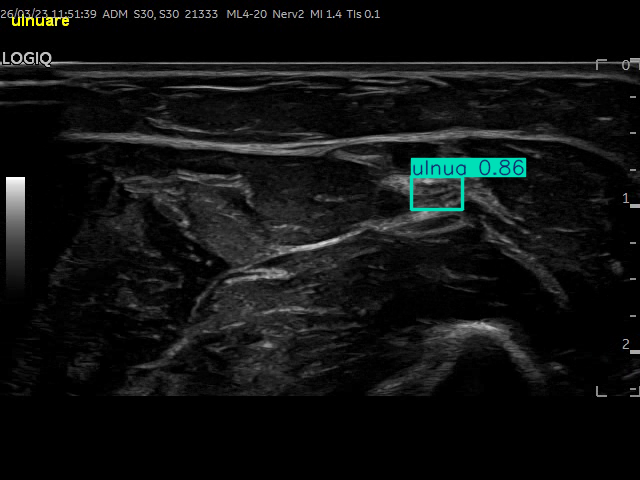 26/03/23 11:51:39 ADM S30, S30 21333 ML4-20 Nerv2 MI 1.4 TIs 0.1
ulnuare
LOGIQ
0
ulnua 0.86
1
2